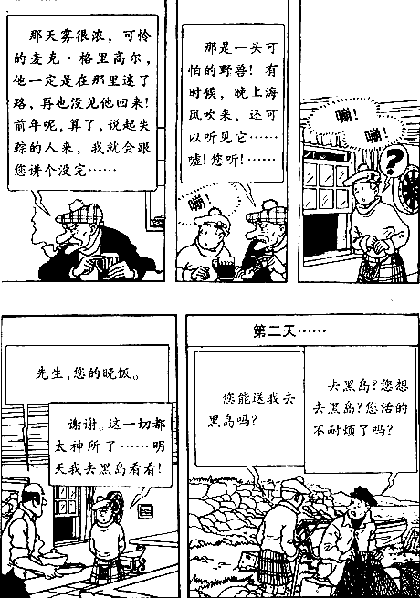 那天雾很浓，可怜
的麦克·格里高尔，
他一定是在那里迷了
路，再也没见他回来！
前年呢，算了，说起失
踪的人来，我就会跟
您讲个没完……
那是一头可
怕的野兽！有
时候，晚上海
风吹来，还可
以听见它……
嘘！您听！……
嘣！
嘣！
嘣！
?
先生，您的晚饭。
谢谢。这一切都
太神所了……明
天我去黑岛看看！
第二天……
您能送我去
黑岛吗？
去黑岛？您想
去黑岛？您活的
不耐烦了吗？